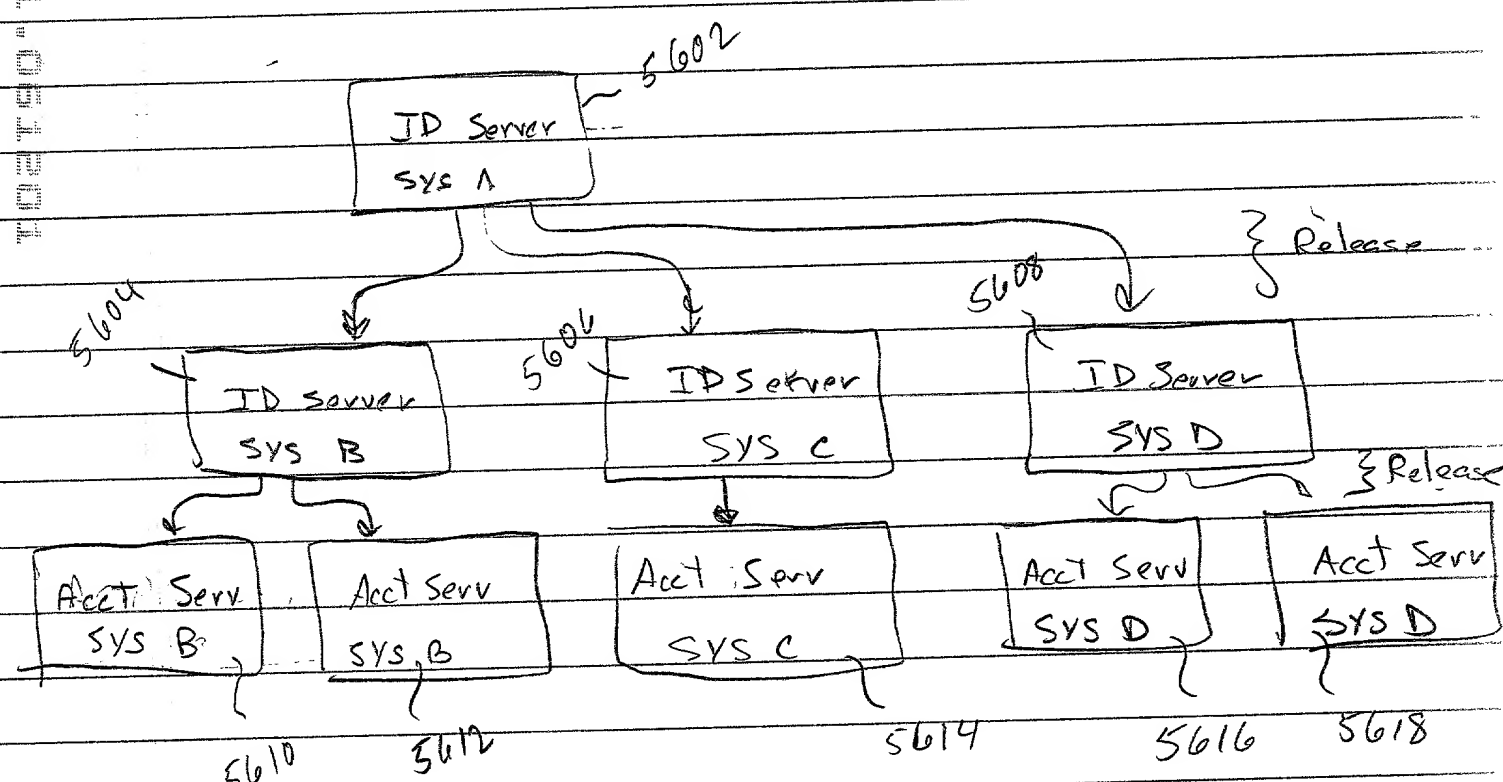 5602
ID Server
SYS A
} Release
5604
5606
5608
ID Server
SYS B
ID Server
SYS C
ID Server
SYS D
} Release
Acct Serv
SYS B
Acct Serv
SYS B
Acct Serv
SYS C
Acct Serv
SYS D
Acct Serv
SYS D
5610
5612
5614
5616
5618